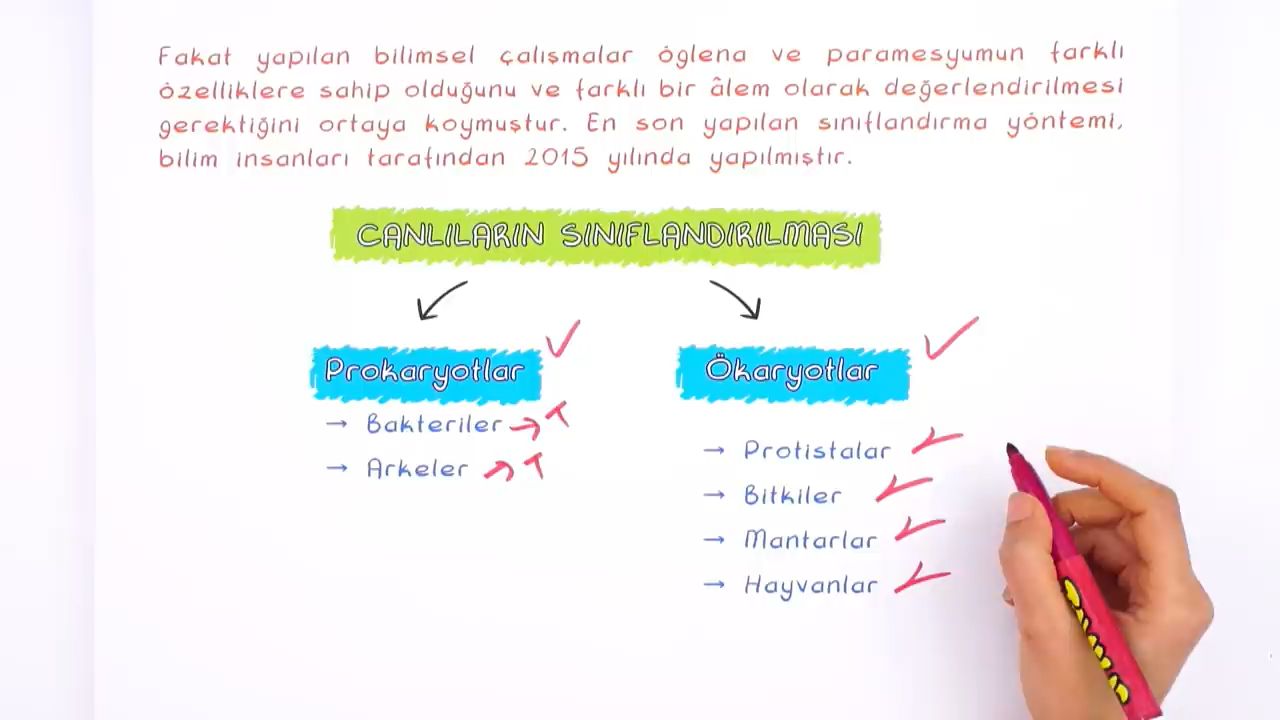 Fakat yapılan bilimsel çalışmalar öglena ve paramesyumun farklı
özelliklere sahip olduğunu ve farklı bir âlem olarak değerlendirilmesi
gerektiğini ortaya koymuştur. En son yapılan sınıflandırma yöntemi,
bilim insanları tarafından 2015 yılında yapılmıştır.
CANLILARIN SINIFLANDIRILMASI
Prokaryotlar
→ Bakteriler → T
→ Arkeler → T
Ökaryotlar
→ Protistalar
→ Bitkiler
→ Mantarlar
→ Hayvanlar